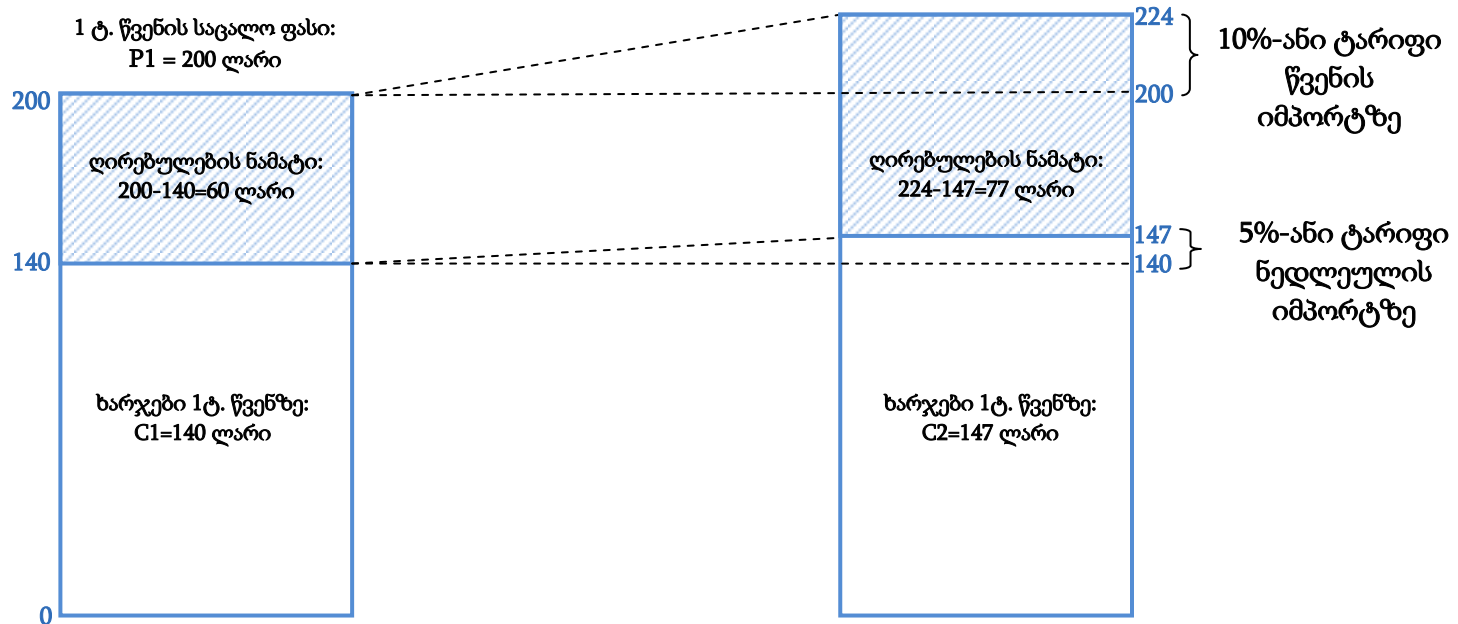 1 ტ. წვენის საცალო ფასი:
P1 = 200 ლარი
200
ღირებულების ნამატი:
200-140=60 ლარი
140
ხარჯები 1ტ. წვენზე:
C1=140 ლარი
0
224
10%-ანი ტარიფი
წვენის
იმპორტზე
200
ღირებულების ნამატი:
224-147=77 ლარი
147
140
5%-ანი ტარიფი
ნედლეულის
იმპორტზე
ხარჯები 1ტ. წვენზე:
C2=147 ლარი